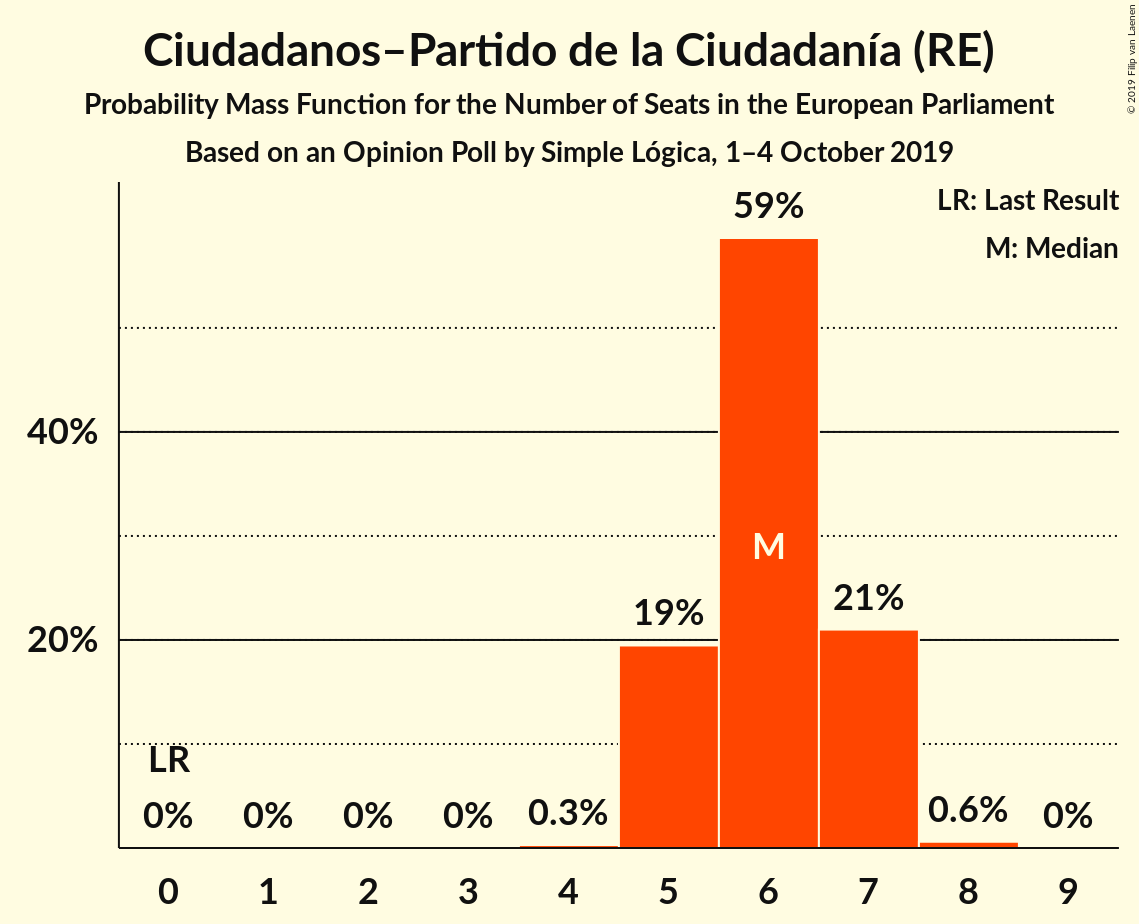 Ciudadanos–Partido de la Ciudadanía (RE)
Probability Mass Function for the Number of Seats in the European Parliament
Based on an Opinion Poll by Simple Lógica, 1–4 October 2019
© 2019 Filip van Laenen
LR: Last Result
M: Median
59%
40%
M
21%
19%
20%
LR
0% 0% 0% 0% 0.3% 0.6% 0%
0 1 2 3 4 5 6 7 8 9